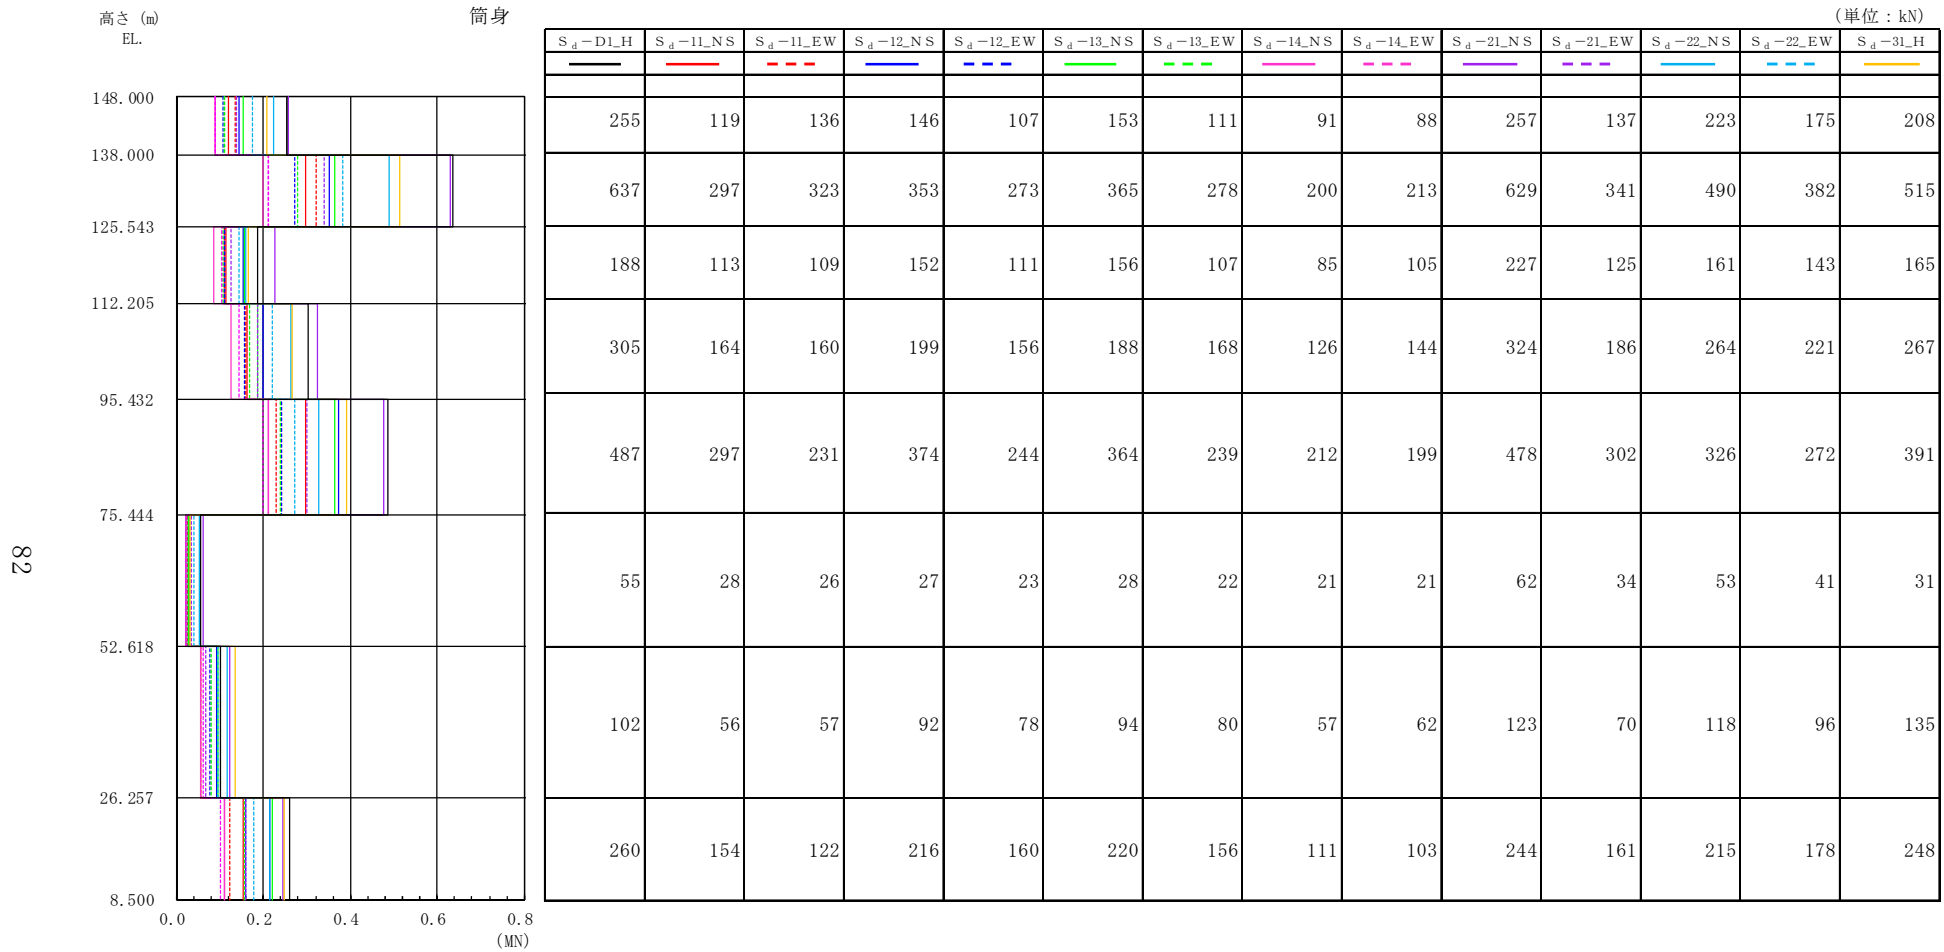 高さ (m)
EL.
筒身
(単位：kN)
Sd－D1_H Sd－11_NS Sd－11_EW Sd－12_NS Sd－12_EW Sd－13_NS Sd－13_EW Sd－14_NS Sd－14_EW Sd－21_NS Sd－21_EW Sd－22_NS Sd－22_EW Sd－31_H
148.000
255 119 136 146 107 153 111 91 88 257 137 223 175 208
138.000
637 297 323 353 273 365 278 200 213 629 341 490 382 515
125.543
188 113 109 152 111 156 107 85 105 227 125 161 143 165
112.205
305 164 160 199 156 188 168 126 144 324 186 264 221 267
95.432
487 297 231 374 244 364 239 212 199 478 302 326 272 391
75.444
55 28 26 27 23 28 22 21 21 62 34 53 41 31
52.618
102 56 57 92 78 94 80 57 62 123 70 118 96 135
26.257
260 154 122 216 160 220 156 111 103 244 161 215 178 248
8.500
0.0 0.2 0.4 0.6 0.8
(MN)
82